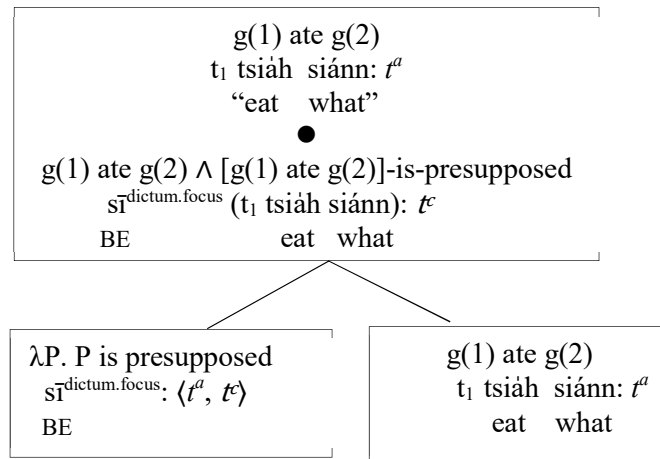 g(1) ate g(2)
t₁ tsia̍h siánn: tᵃ
“eat what”
●
g(1) ate g(2) ∧ [g(1) ate g(2)]-is-presupposed
sī^dictum.focus (t₁ tsia̍h siánn): tᶜ
BE eat what
λP. P is presupposed
sī^dictum.focus: ⟨tᵃ, tᶜ⟩
BE
g(1) ate g(2)
t₁ tsia̍h siánn: tᵃ
eat what